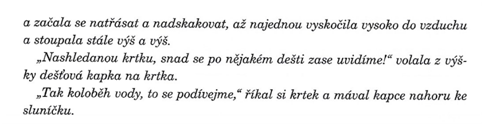 a začala se natřásat a nadskakovat, až najednou vyskočila vysoko do vzduchu
a stoupala stále výš a výš.
„Nashledanou krtku, snad se po nějakém dešti zase uvidíme!“ volala z výš-
ky dešťová kapka na krtka.
„Tak koloběh vody, to se podívejme,“ říkal si krtek a mával kapce nahoru ke
sluníčku.